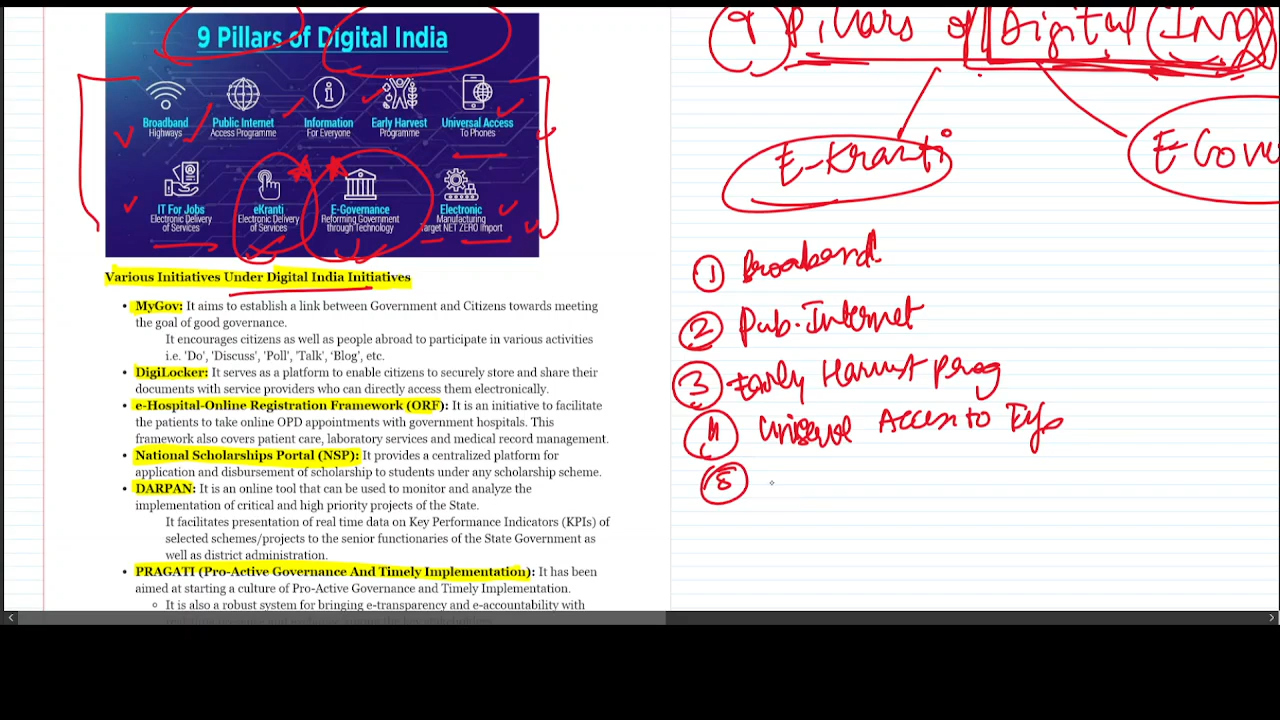 9 Pillars of Digital India
Broadband
Highways
Public Internet
Access Programme
Information
For Everyone
Early Harvest
Programme
Universal Access
To Phones
IT For Jobs
Electronic Delivery
of Services
eKranti
Electronic Delivery
of Services
E-Governance
Reforming Government
through Technology
Electronic
Manufacturing
Target NET ZERO Import
Various Initiatives Under Digital India Initiatives
• MyGov: It aims to establish a link between Government and Citizens towards meeting
the goal of good governance.
It encourages citizens as well as people abroad to participate in various activities
i.e. 'Do', 'Discuss', 'Poll', 'Talk', 'Blog', etc.
• DigiLocker: It serves as a platform to enable citizens to securely store and share their
documents with service providers who can directly access them electronically.
• e-Hospital-Online Registration Framework (ORF): It is an initiative to facilitate
the patients to take online OPD appointments with government hospitals. This
framework also covers patient care, laboratory services and medical record management.
• National Scholarships Portal (NSP): It provides a centralized platform for
application and disbursement of scholarship to students under any scholarship scheme.
• DARPAN: It is an online tool that can be used to monitor and analyze the
implementation of critical and high priority projects of the State.
It facilitates presentation of real time data on Key Performance Indicators (KPIs) of
selected schemes/projects to the senior functionaries of the State Government as
well as district administration.
• PRAGATI (Pro-Active Governance And Timely Implementation): It has been
aimed at starting a culture of Pro-Active Governance and Timely Implementation.
It is also a robust system for bringing e-transparency and e-accountability with
9 Pillars of Digital
E-Kranti
E-Gove
1 Broaband
2 Pub. Internet
3 Early Harvest prog
Access to